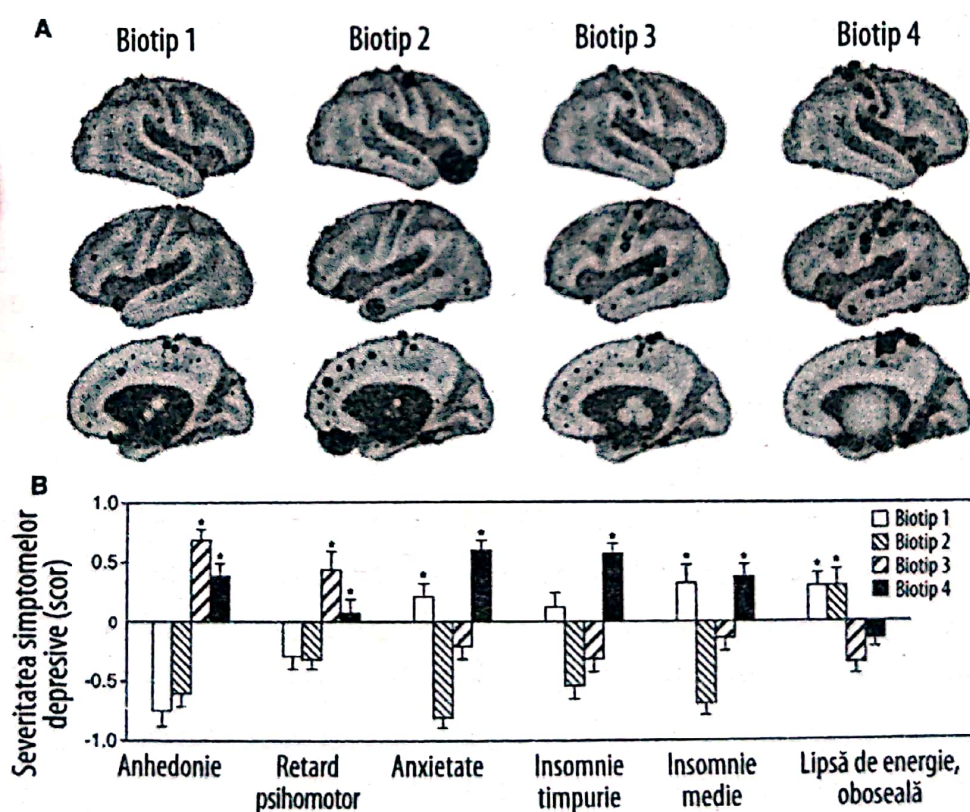 A
Biotip 1
Biotip 2
Biotip 3
Biotip 4
B
Severitatea simptomelor
depresive (scor)
1.0
0.5
0
-0.5
-1.0
* * * * * * * * * * *
Biotip 1
Biotip 2
Biotip 3
Biotip 4
Anhedonie
Retard
psihomotor
Anxietate
Insomnie
timpurie
Insomnie
medie
Lipsă de energie,
oboseală